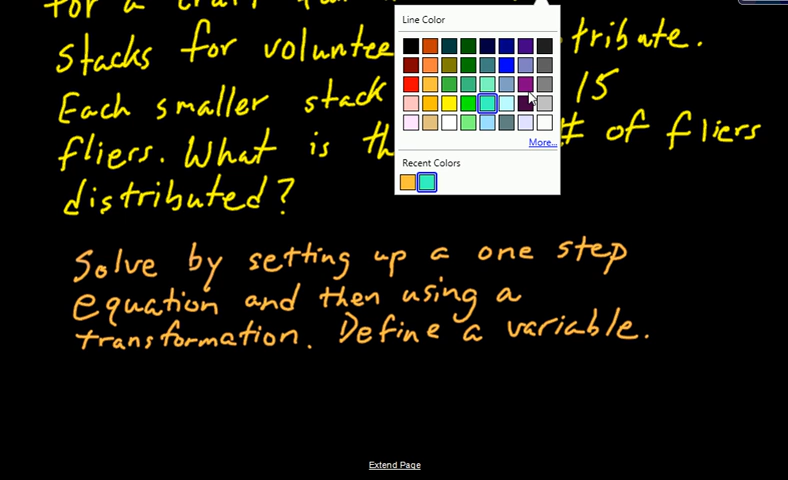 for a
Line Color
stacks for voluntee tribute.
Each smaller stack 15
fliers. What is th # of fliers
More...
Recent Colors
distributed?
Solve by setting up a one step
equation and then using a
transformation. Define a variable.
Extend Page